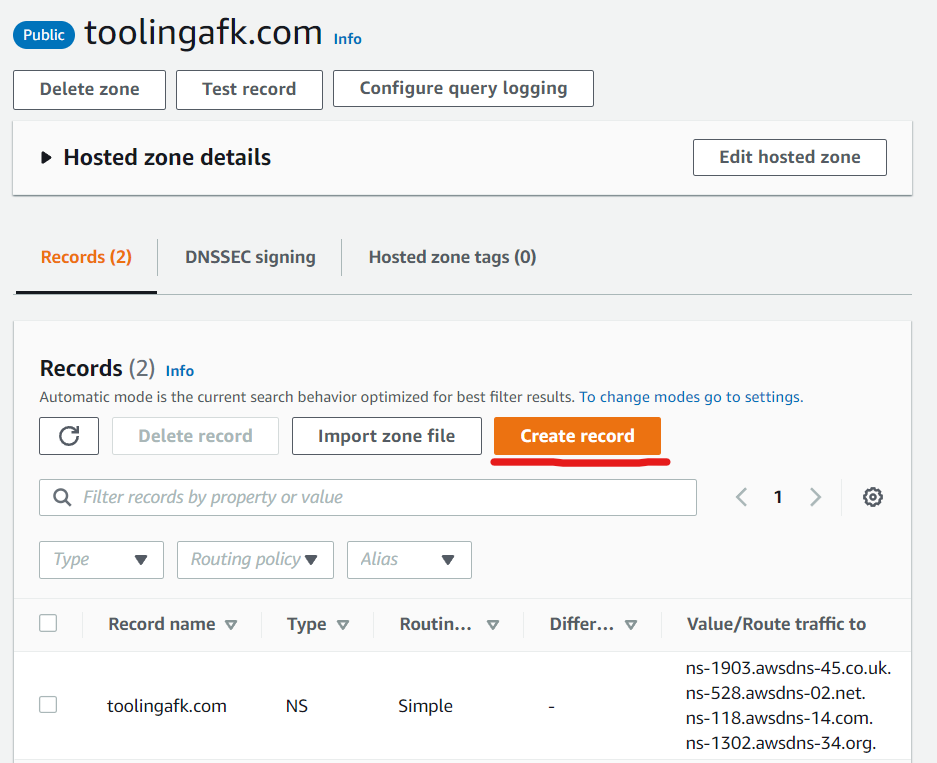 Public toolingafk.com Info
Delete zone Test record Configure query logging
Hosted zone details Edit hosted zone
Records (2) DNSSEC signing Hosted zone tags (0)
Records (2) Info
Automatic mode is the current search behavior optimized for best filter results. To change modes go to settings.
Delete record Import zone file Create record
Filter records by property or value 1
Type Routing policy Alias
Record name Type Routin... Differ... Value/Route traffic to
ns-1903.awsdns-45.co.uk.
ns-528.awsdns-02.net.
toolingafk.com NS Simple -
ns-118.awsdns-14.com.
ns-1302.awsdns-34.org.